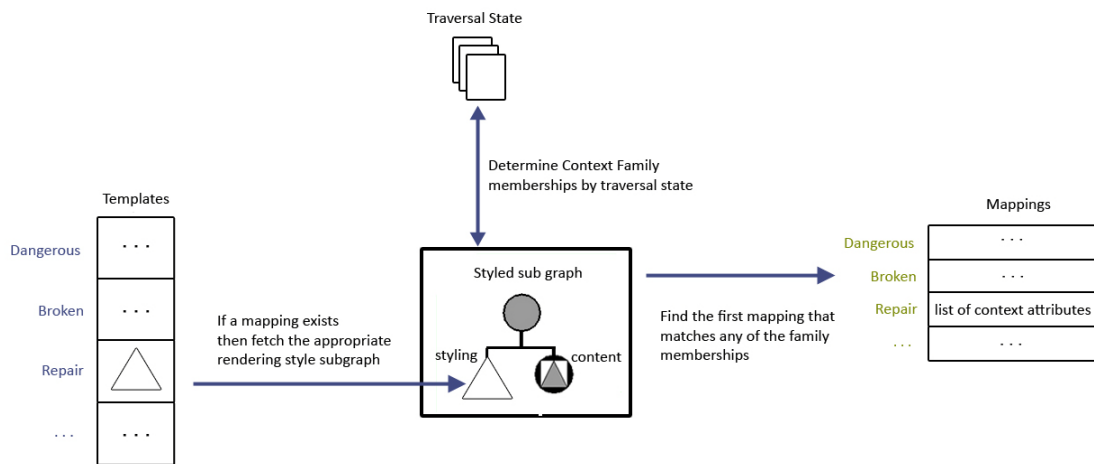 Traversal State
Determine Context Family
memberships by traversal state
Templates
Dangerous
. . .
Broken
. . .
Repair
. . .
. . .
If a mapping exists
then fetch the appropriate
rendering style subgraph
Styled sub graph
styling
content
Find the first mapping that
matches any of the family
memberships
Mappings
Dangerous
. . .
Broken
. . .
Repair
list of context attributes
. . .
. . .